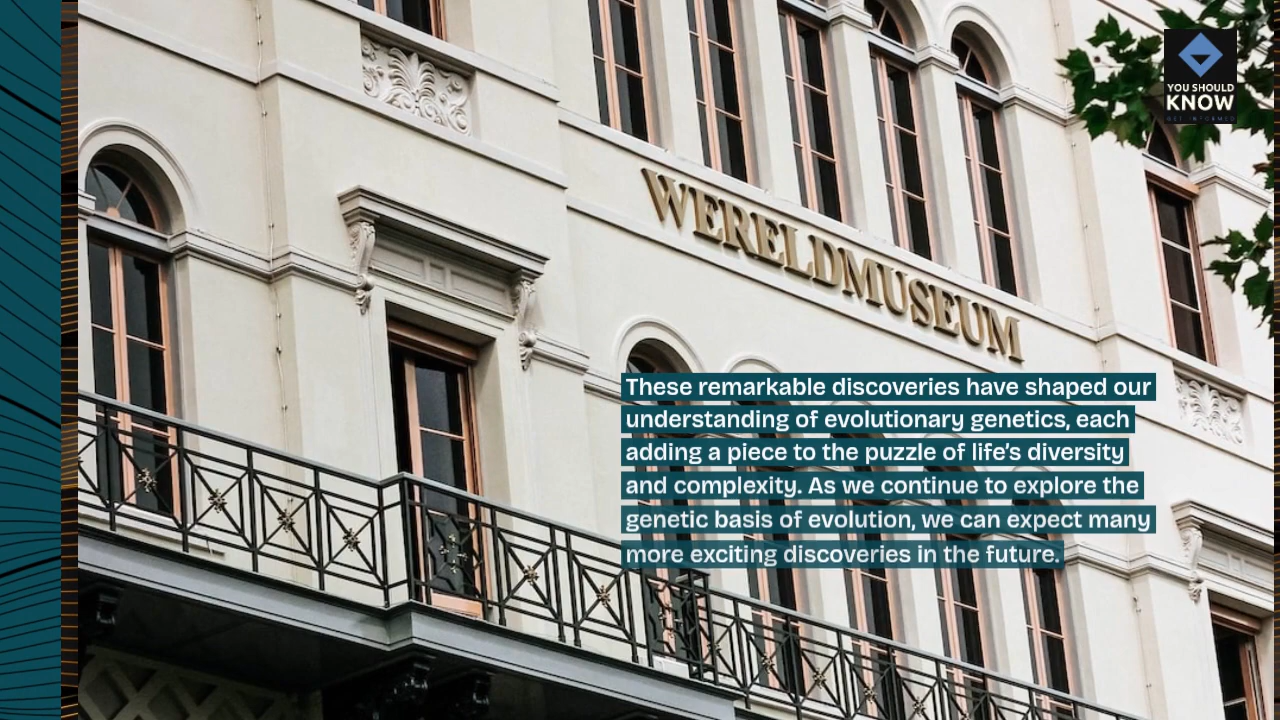 YOU SHOULD
KNOW
GET INFORMED
WERELDMUSEUM
These remarkable discoveries have shaped our
understanding of evolutionary genetics, each
adding a piece to the puzzle of life's diversity
and complexity. As we continue to explore the
genetic basis of evolution, we can expect many
more exciting discoveries in the future.